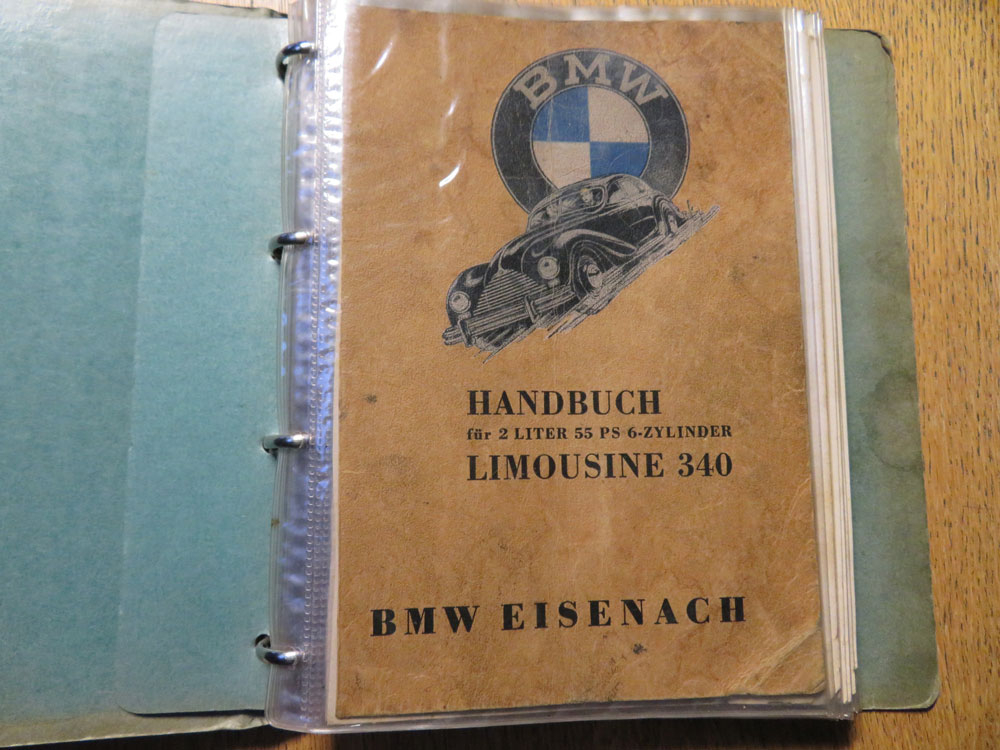 BMW
HANDBUCH
für 2 LITER 55 PS 6-ZYLINDER
LIMOUSINE 340
BMW EISENACH